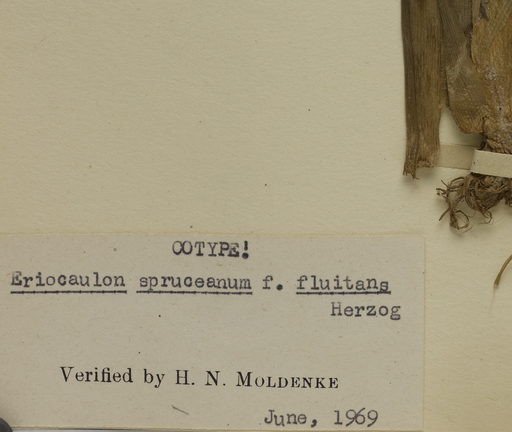 COTYPE!
Eriocaulon spruceanum f. fluitans
Herzog
Verified by H. N. MOLDENKE
June, 1969